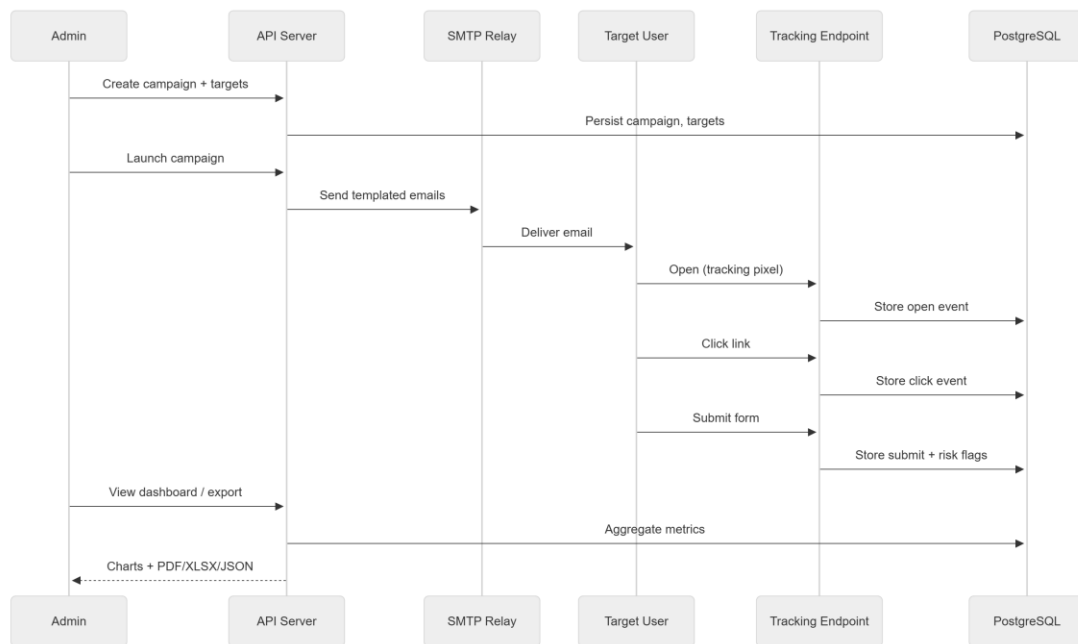 Admin
API Server
SMTP Relay
Target User
Tracking Endpoint
PostgreSQL
Create campaign + targets
Persist campaign, targets
Launch campaign
Send templated emails
Deliver email
Open (tracking pixel)
Store open event
Click link
Store click event
Submit form
Store submit + risk flags
View dashboard / export
Aggregate metrics
Charts + PDF/XLSX/JSON
Admin
API Server
SMTP Relay
Target User
Tracking Endpoint
PostgreSQL